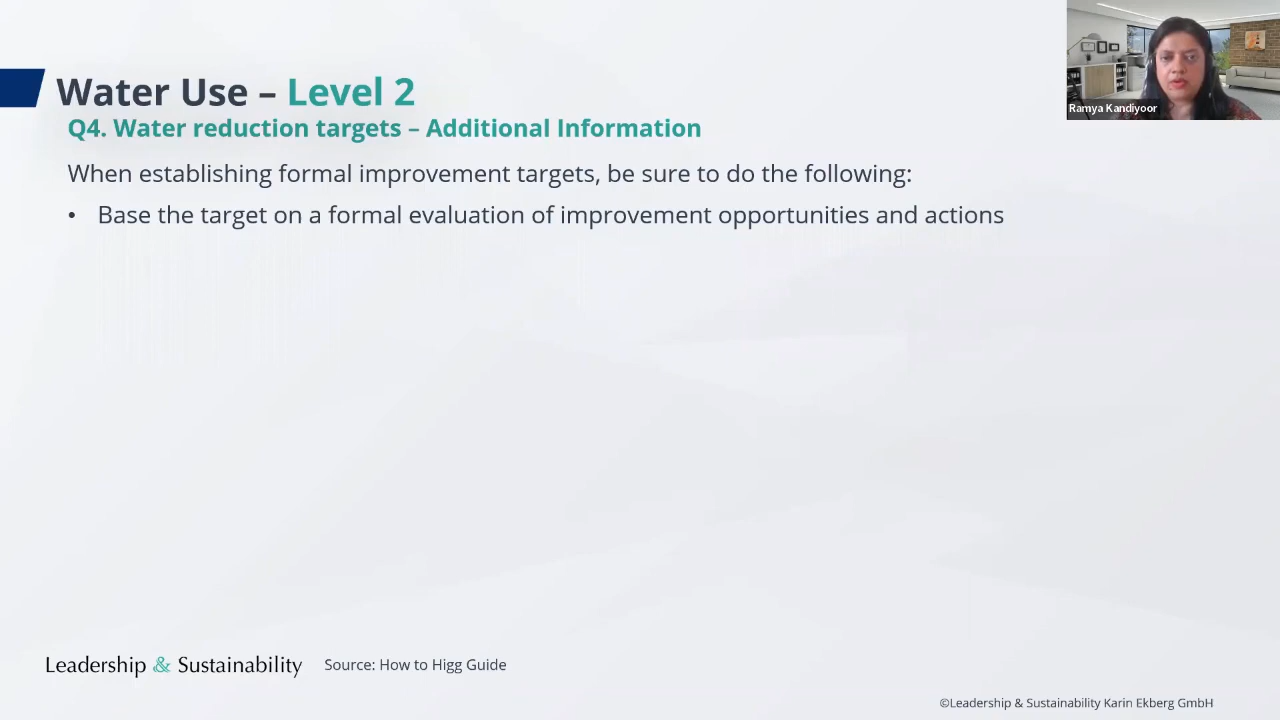 Ramya Kandiyoor
Water Use – Level 2
Q4. Water reduction targets – Additional Information
When establishing formal improvement targets, be sure to do the following:
• Base the target on a formal evaluation of improvement opportunities and actions
Leadership & Sustainability
Source: How to Higg Guide
©Leadership & Sustainability Karin Ekberg GmbH